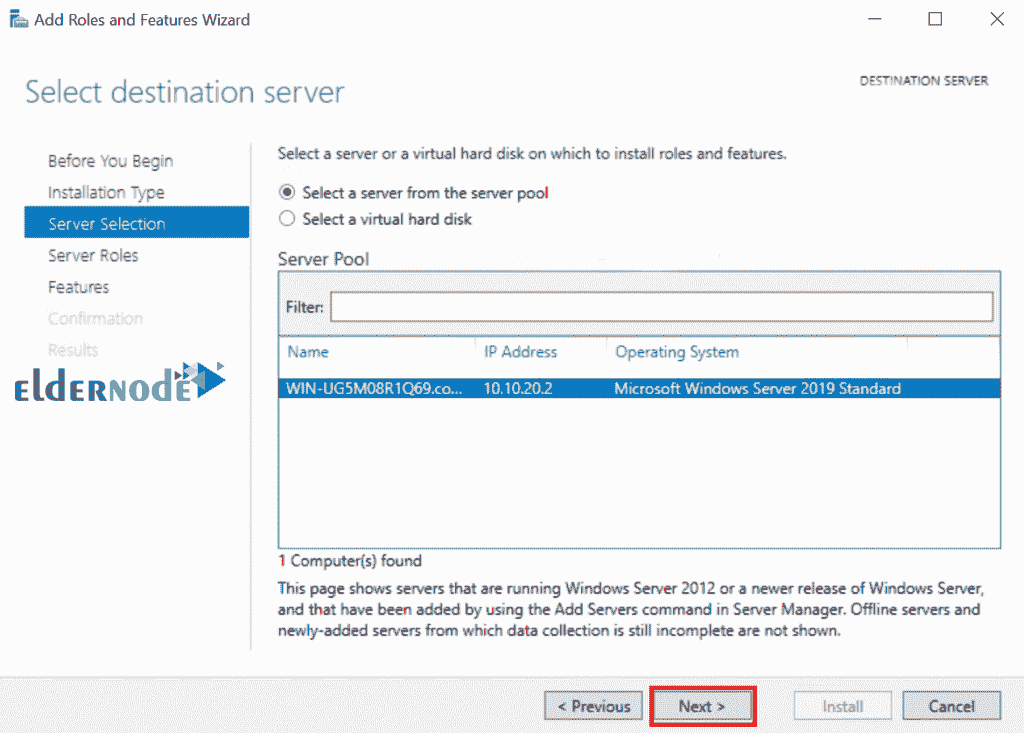 Add Roles and Features Wizard
Select destination server
DESTINATION SERVER
Before You Begin
Installation Type
Server Selection
Server Roles
Features
Confirmation
Results
ELDERNODE
Select a server or a virtual hard disk on which to install roles and features.
Select a server from the server pool
Select a virtual hard disk
Server Pool
Filter:
Name IP Address Operating System
WIN-UG5M08R1Q69.co... 10.10.20.2 Microsoft Windows Server 2019 Standard
1 Computer(s) found
This page shows servers that are running Windows Server 2012 or a newer release of Windows Server,
and that have been added by using the Add Servers command in Server Manager. Offline servers and
newly-added servers from which data collection is still incomplete are not shown.
< Previous Next > Install Cancel